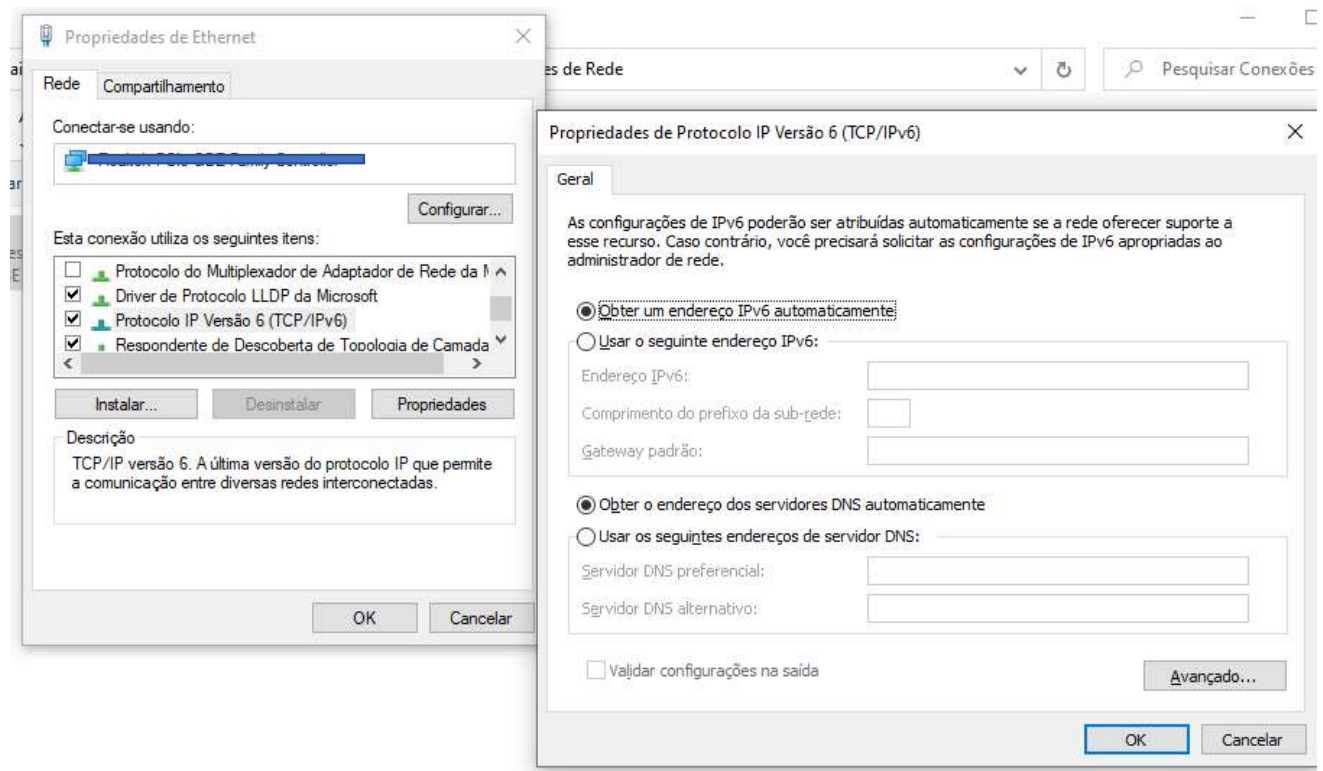 Propriedades de Ethernet
Rede
Compartilhamento
Conectar-se usando:
Configurar...
Esta conexão utiliza os seguintes itens:
Protocolo do Multiplexador de Adaptador de Rede da
Driver de Protocolo LLDP da Microsoft
Protocolo IP Versão 6 (TCP/IPv6)
Respondente de Descoberta de Topologia de Camada
Instalar...
Desinstalar
Propriedades
Descrição
TCP/IP versão 6. A última versão do protocolo IP que permite
a comunicação entre diversas redes interconectadas.
OK
Cancelar
es de Rede
Pesquisar Conexões
Propriedades de Protocolo IP Versão 6 (TCP/IPv6)
Geral
As configurações de IPv6 poderão ser atribuídas automaticamente se a rede oferecer suporte a
esse recurso. Caso contrário, você precisará solicitar as configurações de IPv6 apropriadas ao
administrador de rede.
Obter um endereço IPv6 automaticamente
Usar o seguinte endereço IPv6:
Endereço IPv6:
Comprimento do prefixo da sub-rede:
Gateway padrão:
Obter o endereço dos servidores DNS automaticamente
Usar os seguintes endereços de servidor DNS:
Servidor DNS preferencial:
Servidor DNS alternativo:
Validar configurações na saída
Avançado...
OK
Cancelar